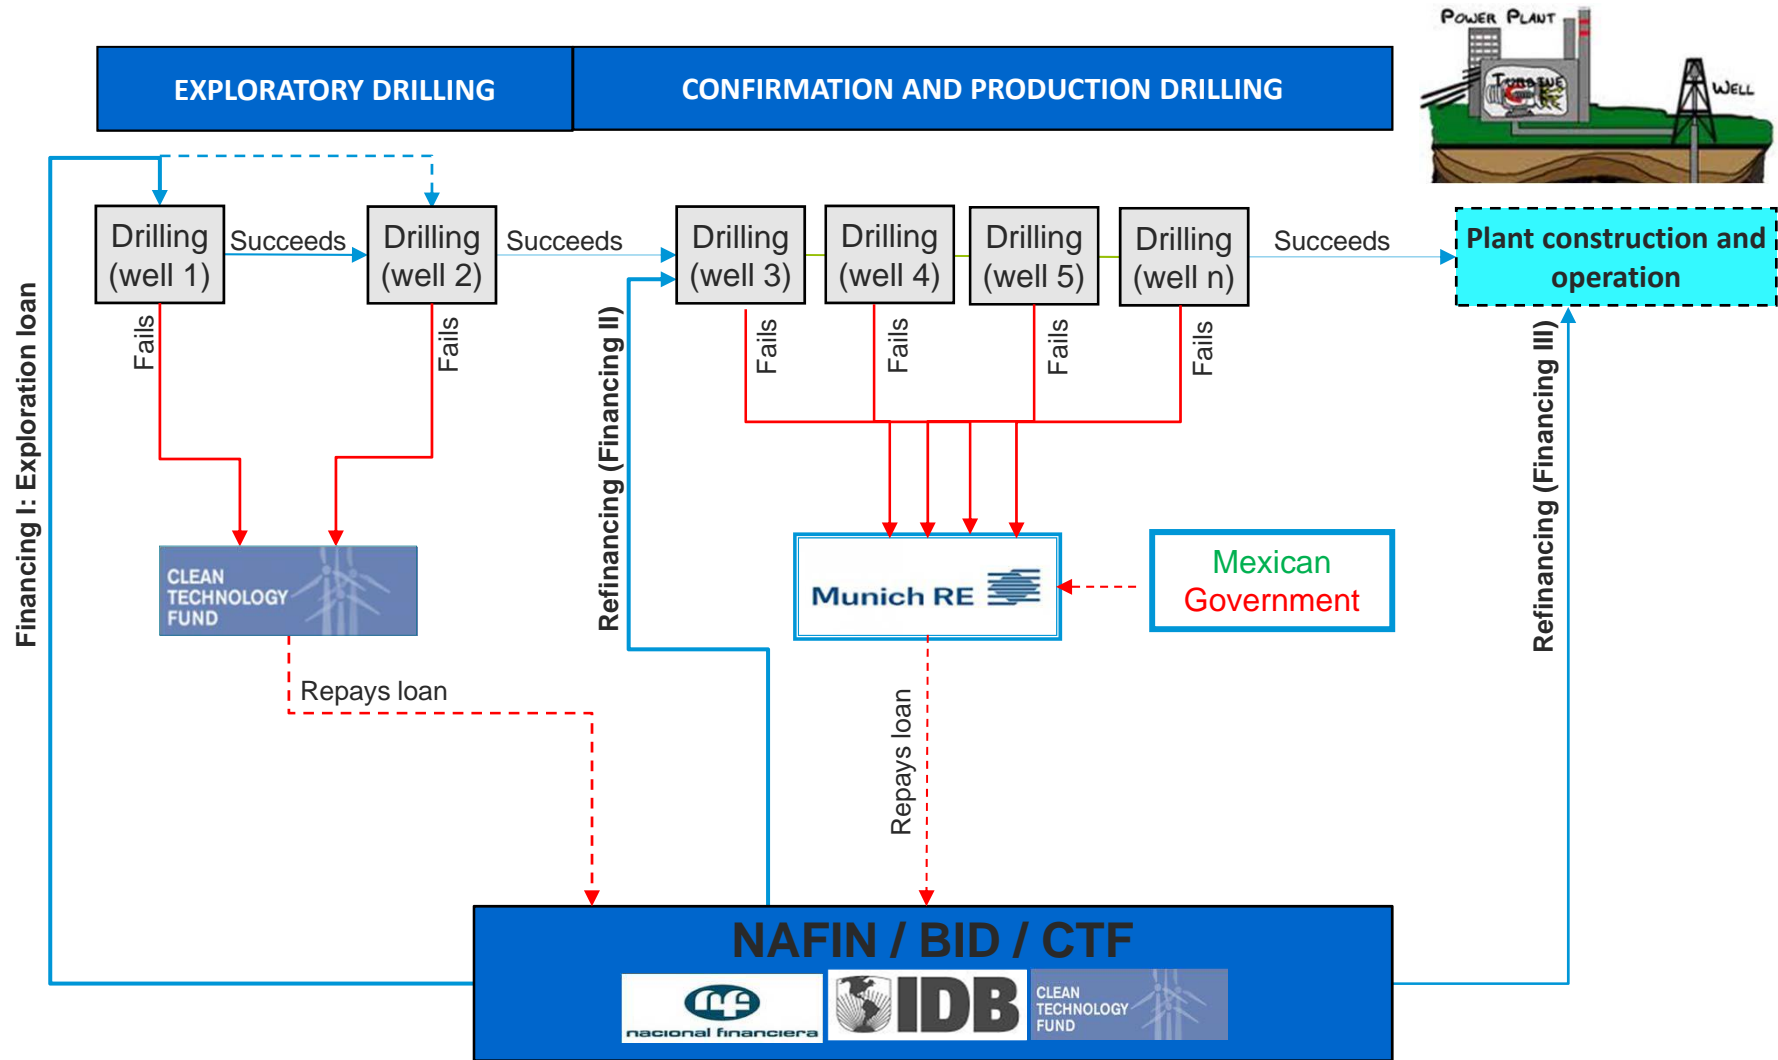 POWER PLANT
TURBINE
WELL
EXPLORATORY DRILLING
CONFIRMATION AND PRODUCTION DRILLING
Drilling
(well 1)
Succeeds
Drilling
(well 2)
Succeeds
Drilling
(well 3)
Drilling
(well 4)
Drilling
(well 5)
Drilling
(well n)
Succeeds
Plant construction and
operation
Fails
Fails
Fails
Fails
Fails
Fails
Financing I: Exploration loan
Refinancing (Financing II)
Refinancing (Financing III)
CLEAN
TECHNOLOGY
FUND
Munich RE
Mexican
Government
Repays loan
Repays loan
NAFIN / BID / CTF
nacional financiera
IDB
CLEAN
TECHNOLOGY
FUND